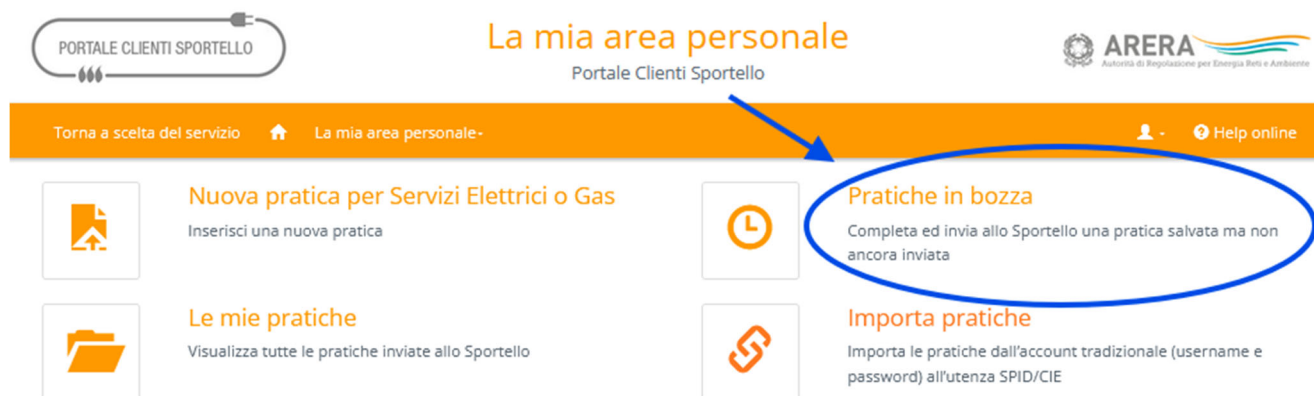 PORTALE CLIENTI SPORTELLO
La mia area personale
Portale Clienti Sportello
ARERA
Autorità di Regolazione per Energia Reti e Ambiente
Torna a scelta del servizio La mia area personale- - Help online
Nuova pratica per Servizi Elettrici o Gas
Inserisci una nuova pratica
Pratiche in bozza
Completa ed invia allo Sportello una pratica salvata ma non
ancora inviata
Le mie pratiche
Visualizza tutte le pratiche inviate allo Sportello
Importa pratiche
Importa le pratiche dall'account tradizionale (username e
password) all'utenza SPID/CIE